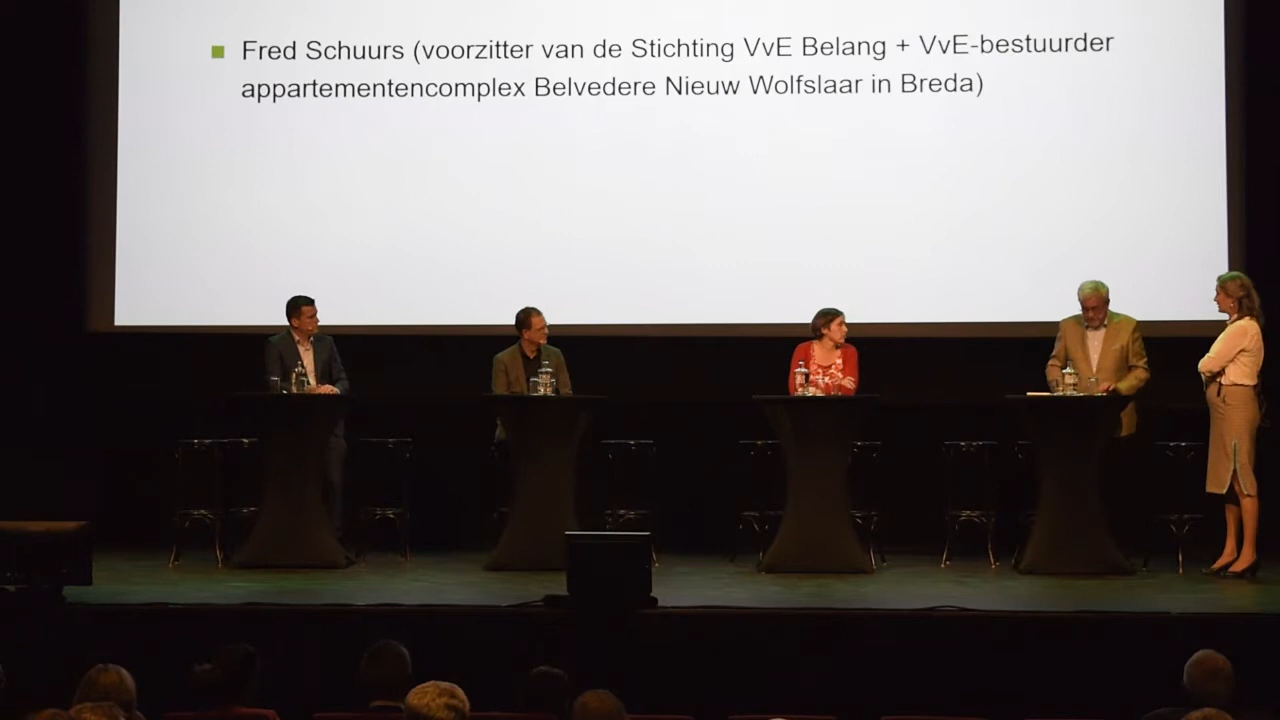 Fred Schuurs (voorzitter van de Stichting VvE Belang + VvE-bestuurder
appartementencomplex Belvedere Nieuw Wolfslaar in Breda)